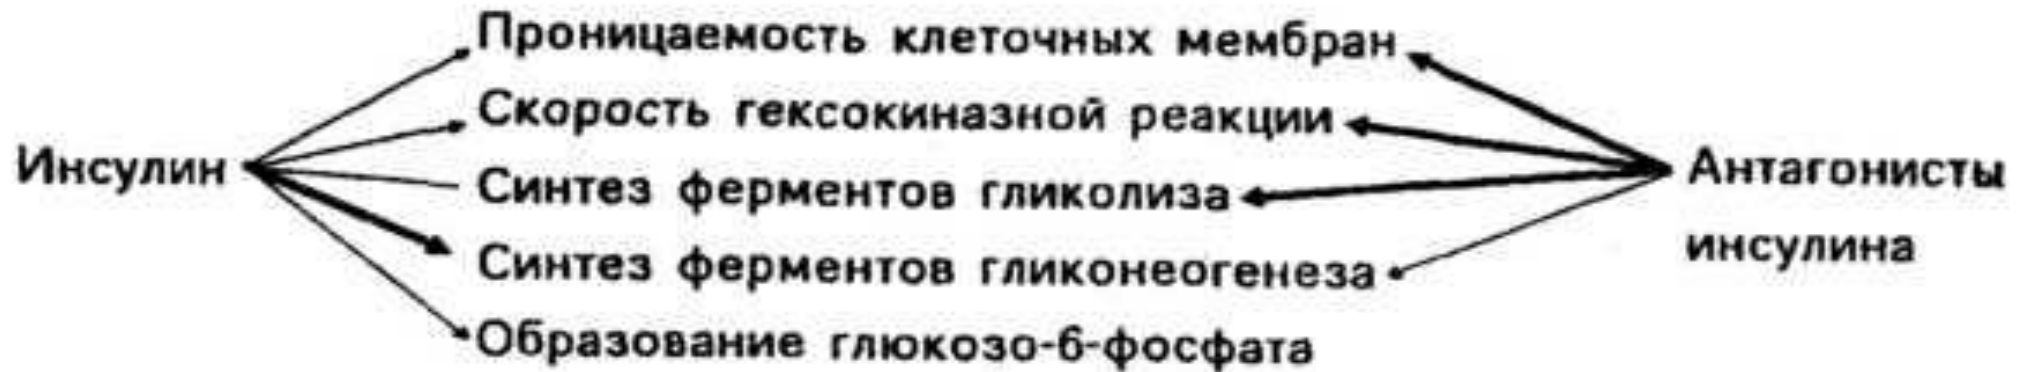 Проницаемость клеточных мембран
Скорость гексокиназной реакции
Инсулин
Синтез ферментов гликолиза
Антагонисты
инсулина
Синтез ферментов гликонеогенеза
Образование глюкозо-6-фосфата